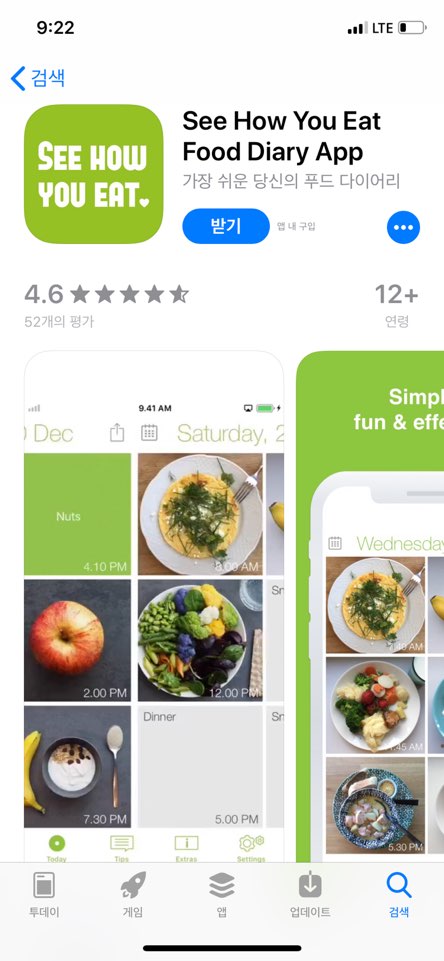 9:22
LTE
검색
SEE HOW
YOU EAT
See How You Eat
Food Diary App
가장 쉬운 당신의 푸드 다이어리
받기
앱 내 구입
4.6
12+
52개의 평가
연령
9.41 AM
Dec
Saturday, 2
Nuts
4.10 PM
8.00 AM
2.00 PM
12.00 PM
Sn
Dinner
Sn
7.30 PM
5.00 PM
Today
Tips
Extras
Settings
Simpl
fun & effe
Wednesday
7.40 AM
11.45 AM
5.30 PM
투데이
게임
앱
업데이트
검색